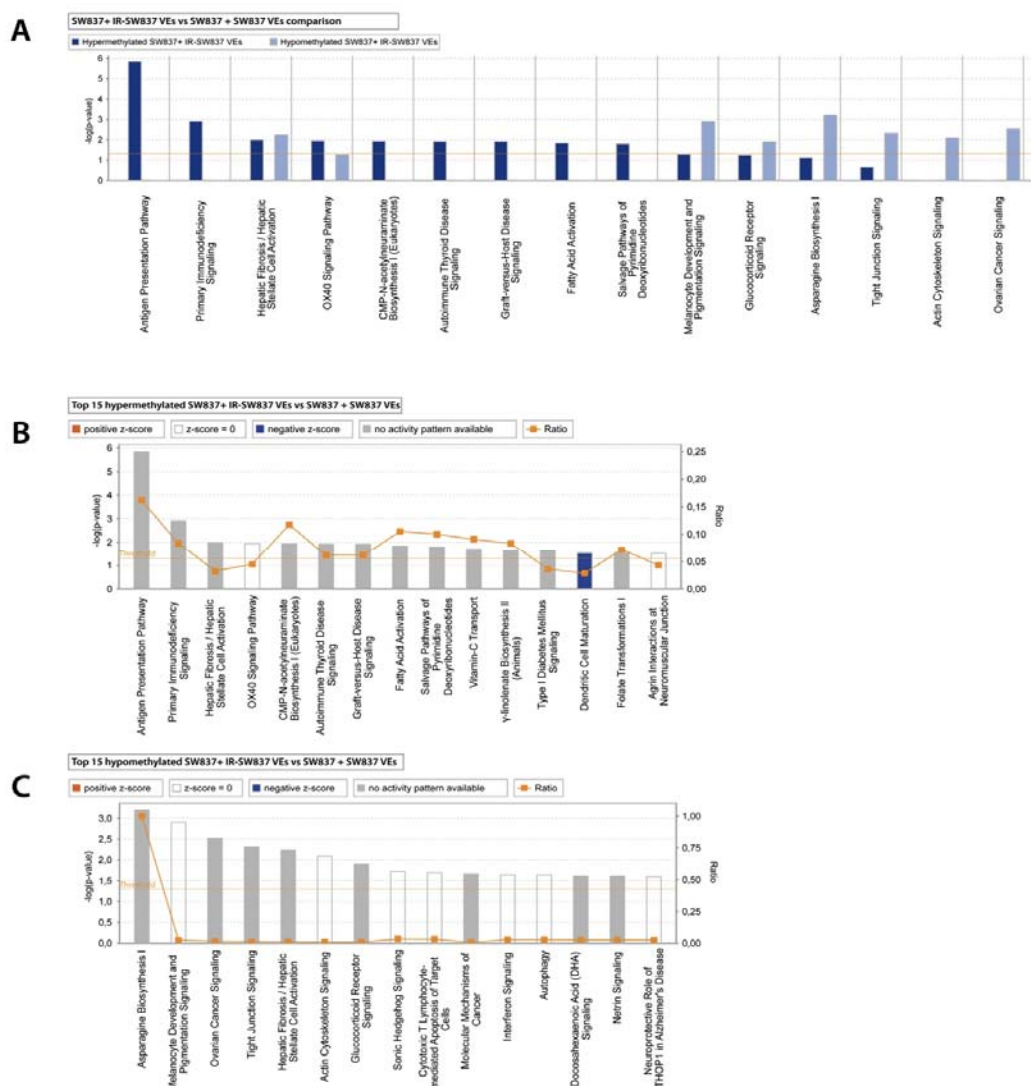 A
SW837+ IR-SW837 VEs vs SW837 + SW837 VEs comparison
Hypermethylated SW837+ IR-SW837 VEs
Hypomethylated SW837+ IR-SW837 VEs
-log(p-value)
6
5
4
3
2
1
0
Antigen Presentation Pathway
Primary Immunodeficiency
Signaling
Hepatic Fibrosis / Hepatic
Stellate Cell Activation
OX40 Signaling Pathway
CMP-N-acetylneuraminate
Biosynthesis I (Eukaryotes)
Autoimmune Thyroid Disease
Signaling
Graft-versus-Host Disease
Signaling
Fatty Acid Activation
Salvage Pathways of
Pyrimidine
Deoxyribonucleotides
Melanocyte Development and
Pigmentation Signaling
Glucocorticoid Receptor
Signaling
Asparagine Biosynthesis I
Tight Junction Signaling
Actin Cytoskeleton Signaling
Ovarian Cancer Signaling
B
Top 15 hypermethylated SW837+ IR-SW837 VEs vs SW837 + SW837 VEs
positive z-score
z-score = 0
negative z-score
no activity pattern available
Ratio
-log(p-value)
6
5
4
3
2
1
0
Threshold
0,25
0,20
0,15
0,10
0,05
0,00
Ratio
Antigen Presentation Pathway
Primary Immunodeficiency
Signaling
Hepatic Fibrosis / Hepatic
Stellate Cell Activation
OX40 Signaling Pathway
CMP-N-acetylneuraminate
Biosynthesis I (Eukaryotes)
Autoimmune Thyroid Disease
Signaling
Graft-versus-Host Disease
Signaling
Fatty Acid Activation
Salvage Pathways of
Pyrimidine
Deoxyribonucleotides
Vitamin-C Transport
γ-linolenate Biosynthesis II
(Animals)
Type I Diabetes Mellitus
Signaling
Dendritic Cell Maturation
Folate Transformations I
Agrin Interactions at
Neuromuscular Junction
C
Top 15 hypomethylated SW837+ IR-SW837 VEs vs SW837 + SW837 VEs
positive z-score
z-score = 0
negative z-score
no activity pattern available
Ratio
-log(p-value)
3,0
2,5
2,0
1,5
1,0
0,5
0,0
Threshold
1,00
0,75
0,50
0,25
0,00
Ratio
Asparagine Biosynthesis I
Melanocyte Development and
Pigmentation Signaling
Ovarian Cancer Signaling
Tight Junction Signaling
Hepatic Fibrosis / Hepatic
Stellate Cell Activation
Actin Cytoskeleton Signaling
Glucocorticoid Receptor
Signaling
Sonic Hedgehog Signaling
Cytotoxic T Lymphocyte-
mediated Apoptosis of Target
Cells
Molecular Mechanisms of
Cancer
Interferon Signaling
Autophagy
Docosahexaenoic Acid (DHA)
Signaling
Netrin Signaling
Neuroprotective Role of
THOP1 in Alzheimer's Disease